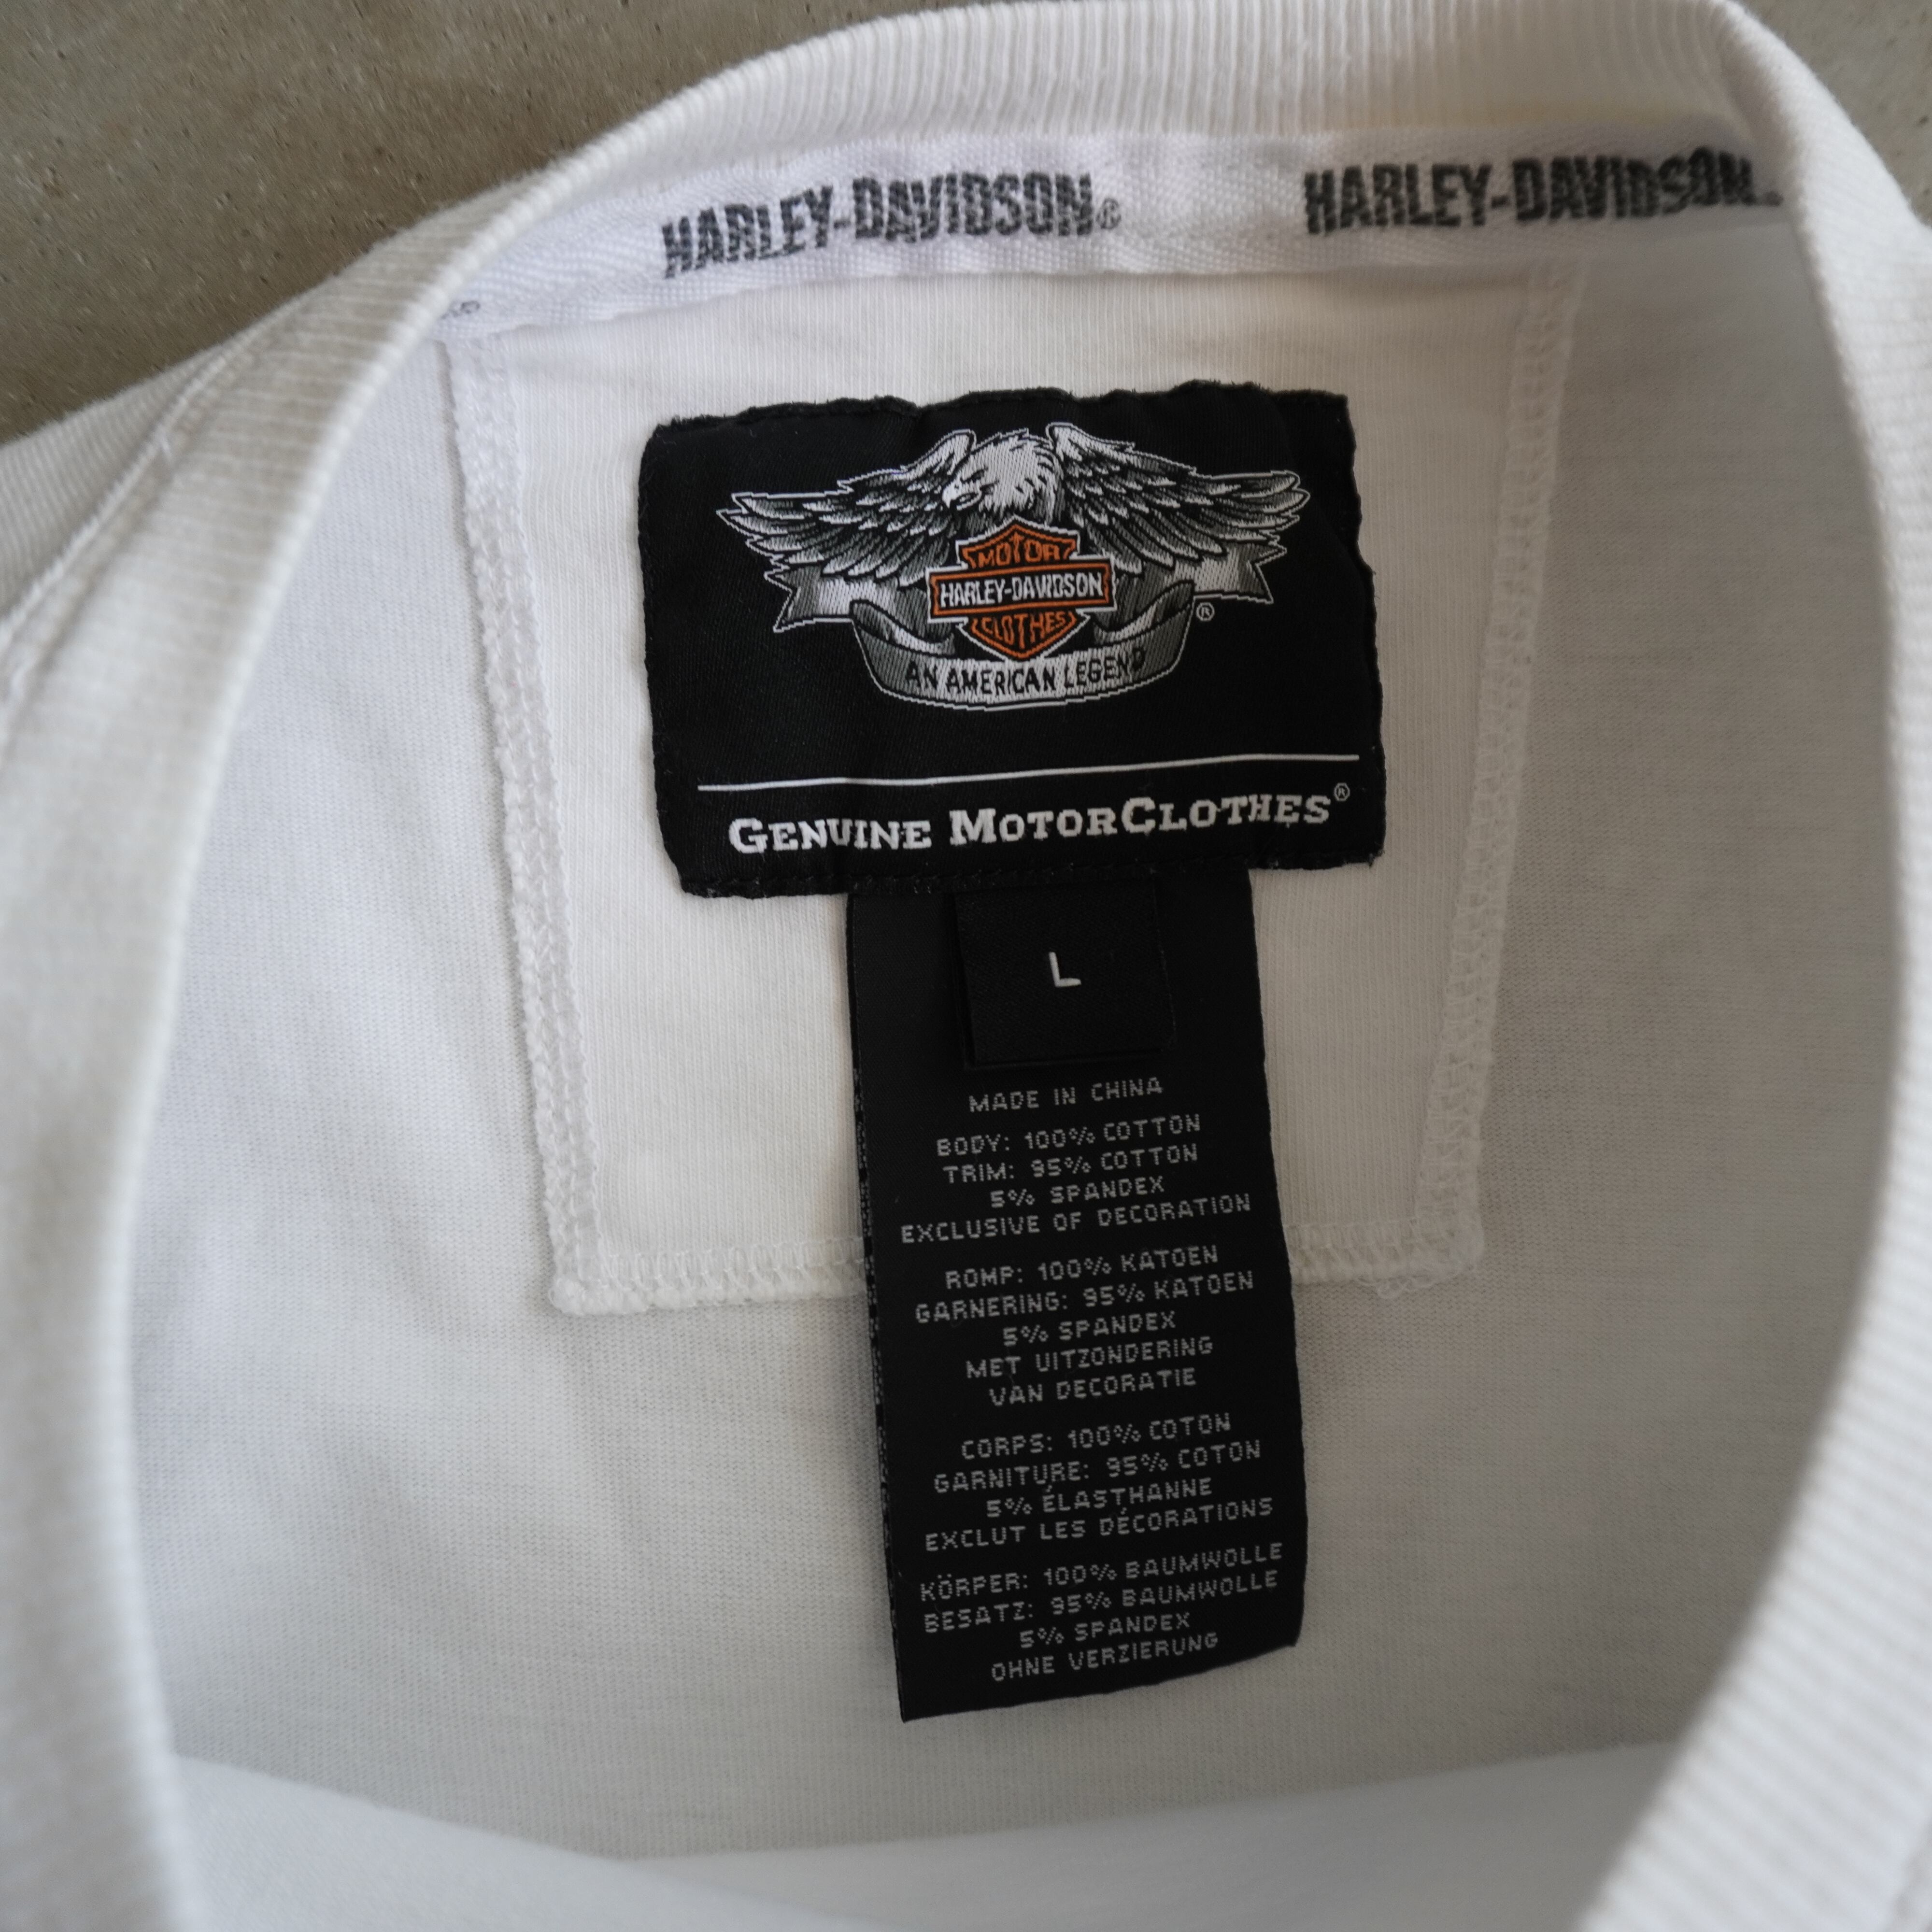 HARLEY-DAVIDSON® HARLEY-DAVIDSON®
MOTOR
HARLEY-DAVIDSON
CLOTHES
®
AN AMERICAN LEGEND
GENUINE MOTORCLOTHES®
L
MADE IN CHINA
BODY: 100% COTTON
TRIM: 95% COTTON
5% SPANDEX
EXCLUSIVE OF DECORATION
ROMP: 100% KATOEN
GARNERING: 95% KATOEN
5% SPANDEX
MET UITZONDERING
VAN DECORATIE
CORPS: 100% COTON
GARNITURE: 95% COTON
5% ÉLASTHANNE
EXCLUT LES DÉCORATIONS
KÖRPER: 100% BAUMWOLLE
BESATZ: 95% BAUMWOLLE
5% SPANDEX
OHNE VERZIERUNG